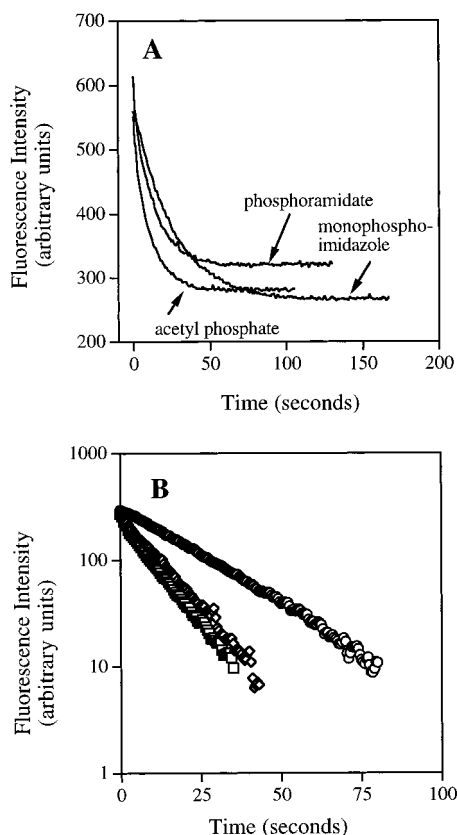 A
700
600
500
400
300
200
Fluorescence Intensity
(arbitrary units)
phosphoramidate
monophospho-
imidazole
acetyl phosphate
0
50
100
150
200
Time (seconds)
B
1000
100
10
1
Fluorescence Intensity
(arbitrary units)
0
25
50
75
100
Time (seconds)